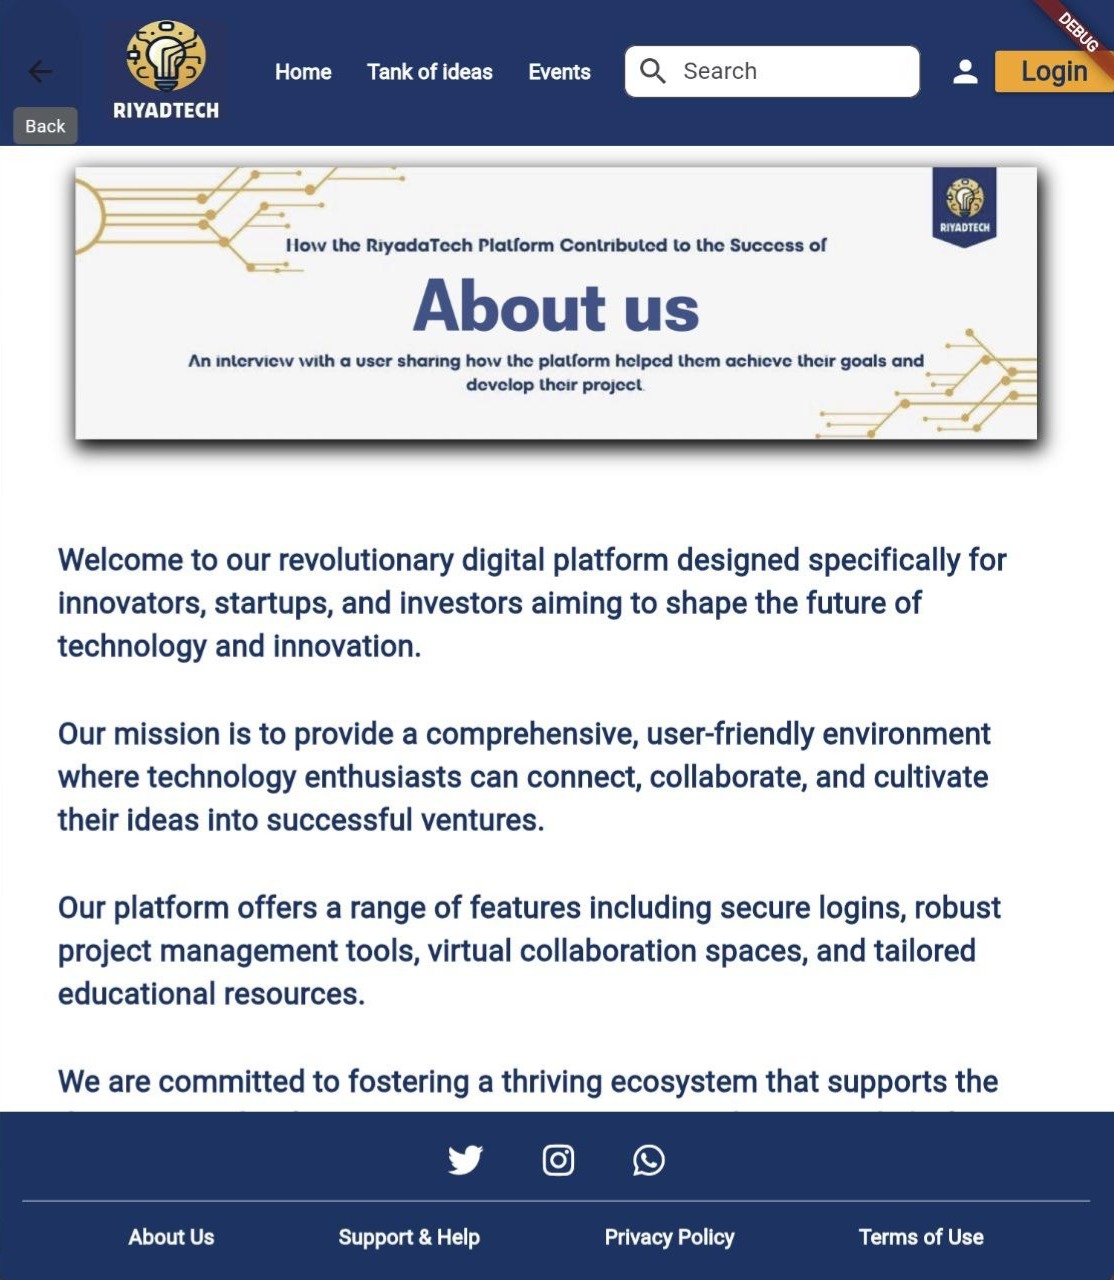 DEBUG
Home
Tank of ideas
Events
Search
Login
RIYADTECH
Back
RIYADTECH
How the RiyadaTech Platform Contributed to the Success of
About us
An interview with a user sharing how the platform helped them achieve their goals and
develop their project
Welcome to our revolutionary digital platform designed specifically for
innovators, startups, and investors aiming to shape the future of
technology and innovation.
Our mission is to provide a comprehensive, user-friendly environment
where technology enthusiasts can connect, collaborate, and cultivate
their ideas into successful ventures.
Our platform offers a range of features including secure logins, robust
project management tools, virtual collaboration spaces, and tailored
educational resources.
We are committed to fostering a thriving ecosystem that supports the
About Us
Support & Help
Privacy Policy
Terms of Use